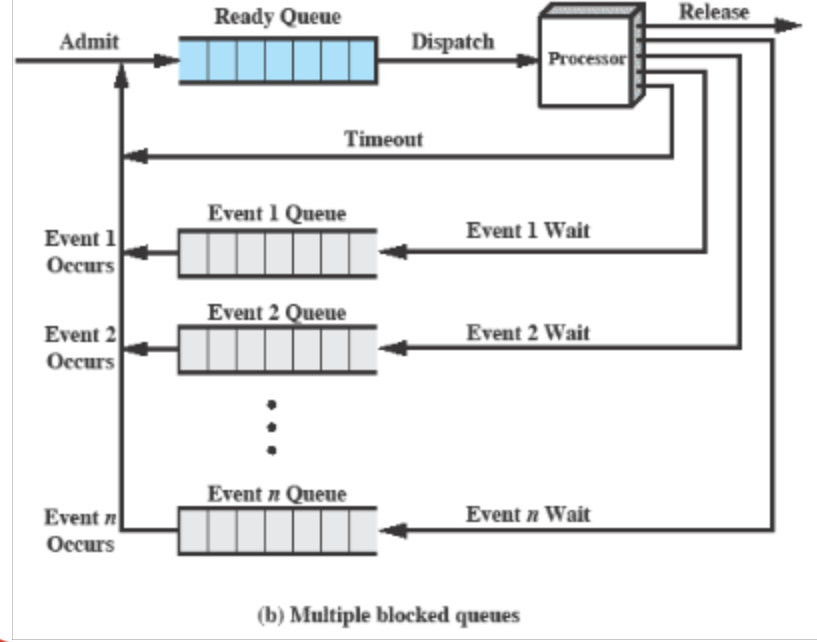 Ready Queue
Release
Admit
Dispatch
Processor
Timeout
Event 1 Queue
Event 1 Wait
Event 1
Occurs
Event 2 Queue
Event 2 Wait
Event 2
Occurs
Event n Queue
Event n Wait
Event n
Occurs
(b) Multiple blocked queues